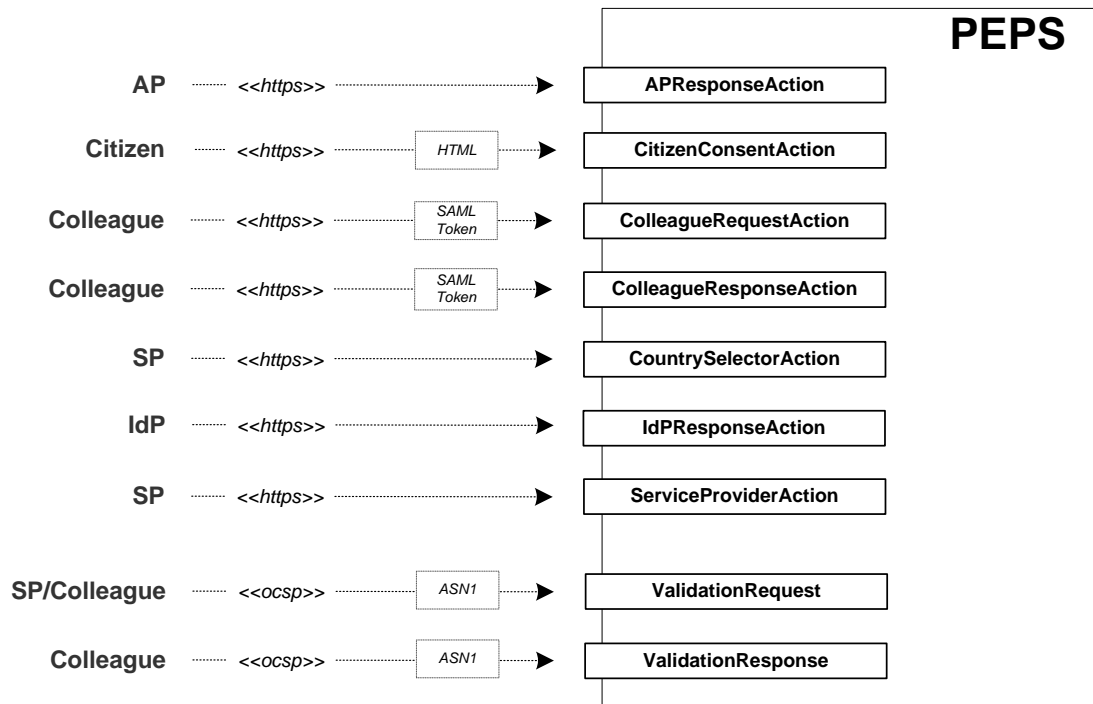 PEPS
AP <<https>> APResponseAction
Citizen <<https>> HTML CitizenConsentAction
Colleague <<https>> SAML Token ColleagueRequestAction
Colleague <<https>> SAML Token ColleagueResponseAction
SP <<https>> CountrySelectorAction
IdP <<https>> IdPResponseAction
SP <<https>> ServiceProviderAction
SP/Colleague <<ocsp>> ASN1 ValidationRequest
Colleague <<ocsp>> ASN1 ValidationResponse